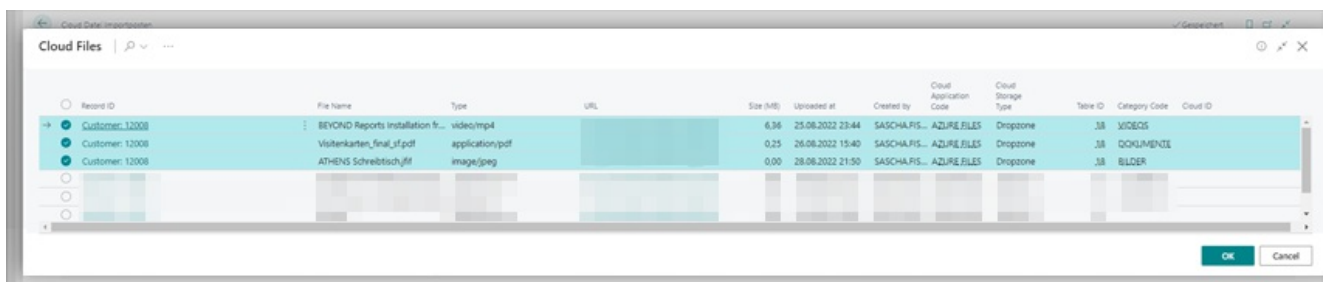 Cloud Datei Importposten
Gespeichert
Cloud Files
Record ID File Name Type URL Size (MB) Uploaded at Created by Cloud Application Code Cloud Storage Type Table ID Category Code Cloud ID
Customer: 12008 BEYOND Reports Installation fr... video/mp4 6,36 25.08.2022 23:44 SASCHA.FIS... AZURE FILES Dropzone 18 VIDEOS
Customer: 12008 Visitenkarten_final_sf.pdf application/pdf 0,25 26.08.2022 15:40 SASCHA.FIS... AZURE FILES Dropzone 18 DOKUMENTE
Customer: 12008 ATHENS Schreibtisch.jfif image/jpeg 0,00 28.08.2022 21:50 SASCHA.FIS... AZURE FILES Dropzone 18 BILDER
OK Cancel